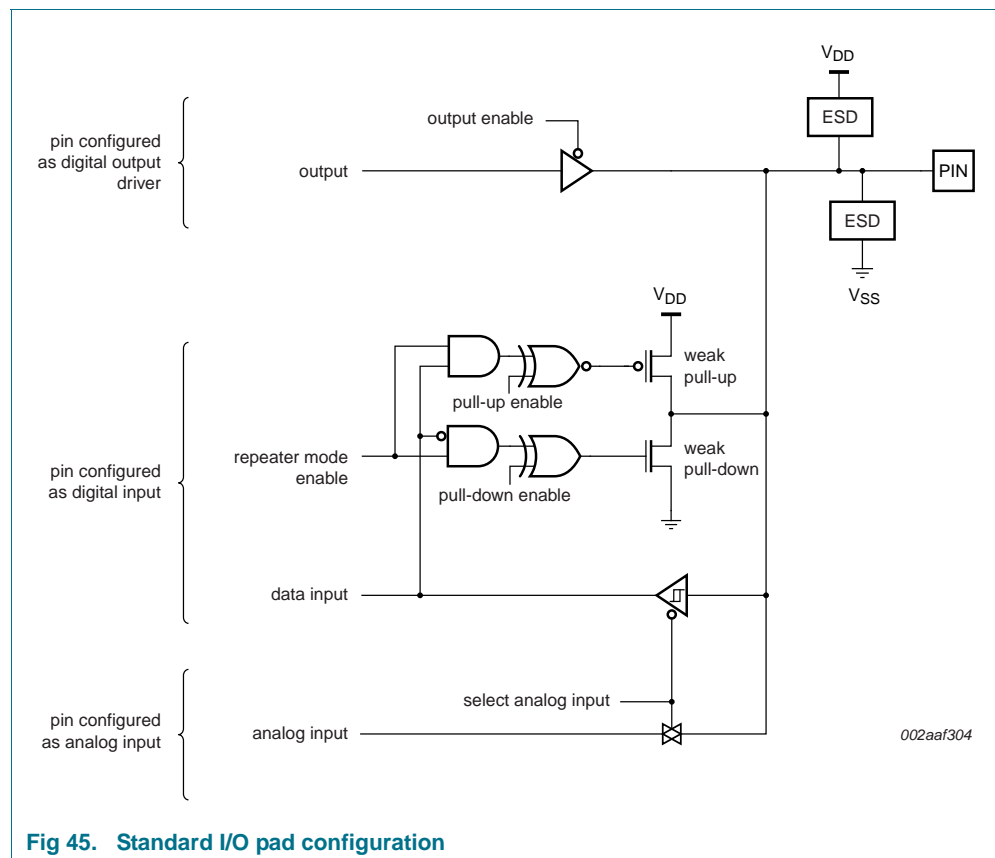 VDD
ESD
output enable
pin configured
as digital output
driver
output
PIN
ESD
VSS
VDD
weak
pull-up
pull-up enable
pin configured
as digital input
repeater mode
enable
weak
pull-down
pull-down enable
data input
select analog input
pin configured
as analog input
analog input
002aaf304
Fig 45. Standard I/O pad configuration